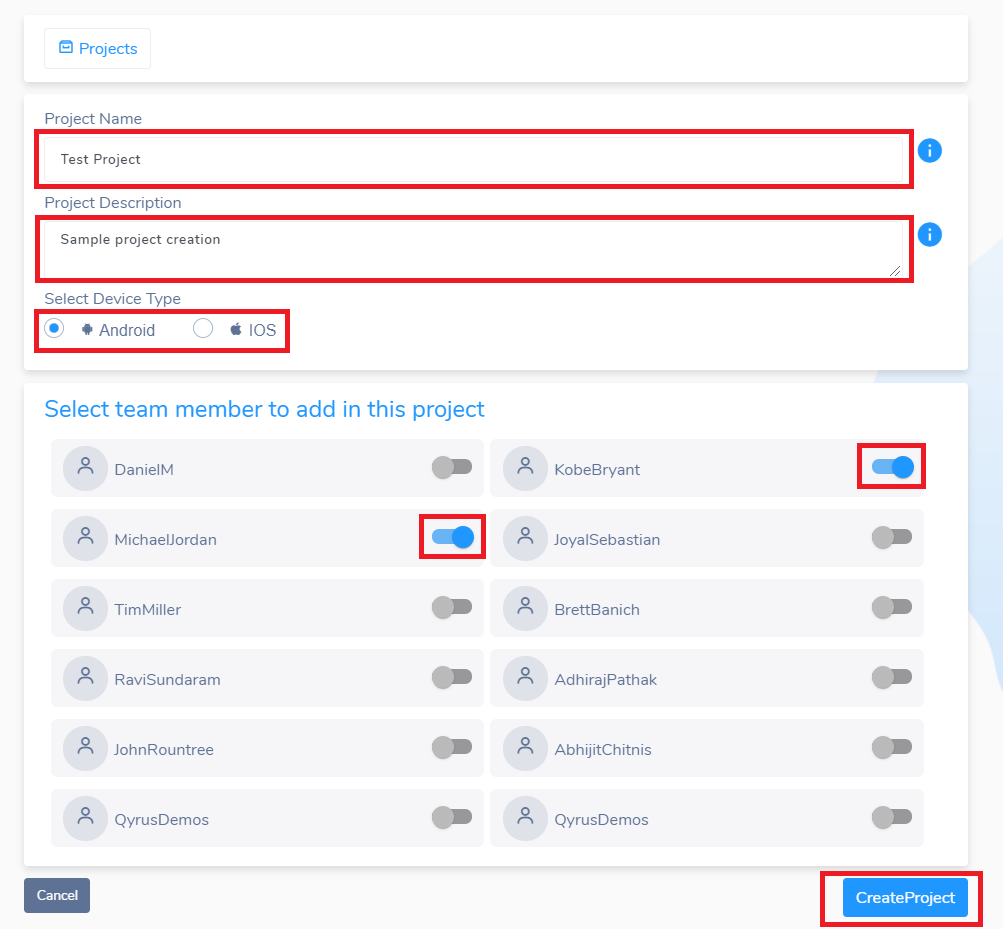 Projects
Project Name
Test Project
Project Description
Sample project creation
Select Device Type
Android IOS
Select team member to add in this project
DanielM KobeBryant
MichaelJordan JoyalSebastian
TimMiller BrettBanich
RaviSundaram AdhirajPathak
JohnRountree AbhijitChitnis
QyrusDemos QyrusDemos
Cancel CreateProject